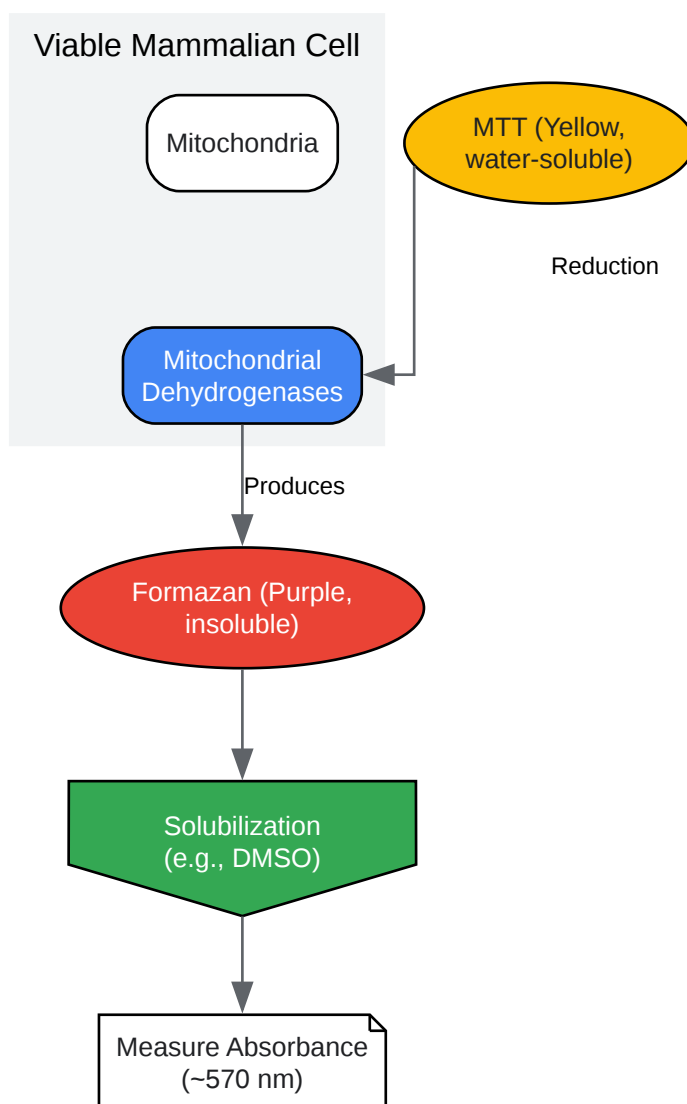 Viable Mammalian Cell
Mitochondria
MTT (Yellow,
water-soluble)
Reduction
Mitochondrial
Dehydrogenases
Produces
Formazan (Purple,
insoluble)
Solubilization
(e.g., DMSO)
Measure Absorbance
(~570 nm)